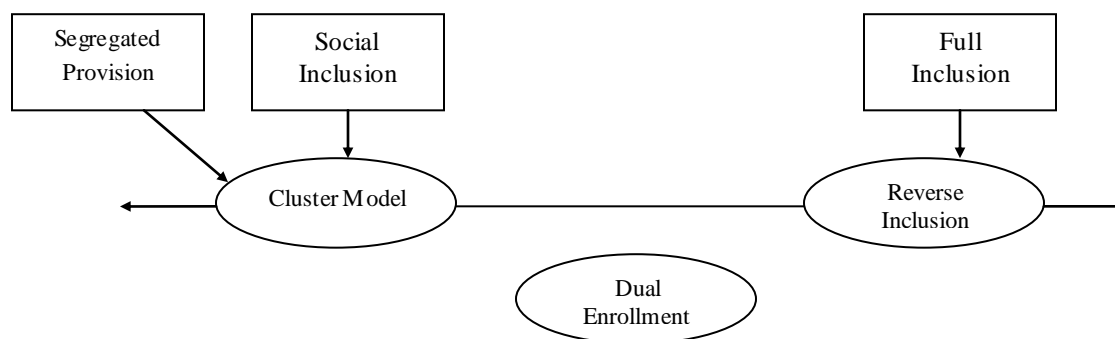 Segregated
Provision
Social
Inclusion
Full
Inclusion
Cluster Model
Reverse
Inclusion
Dual
Enrollment